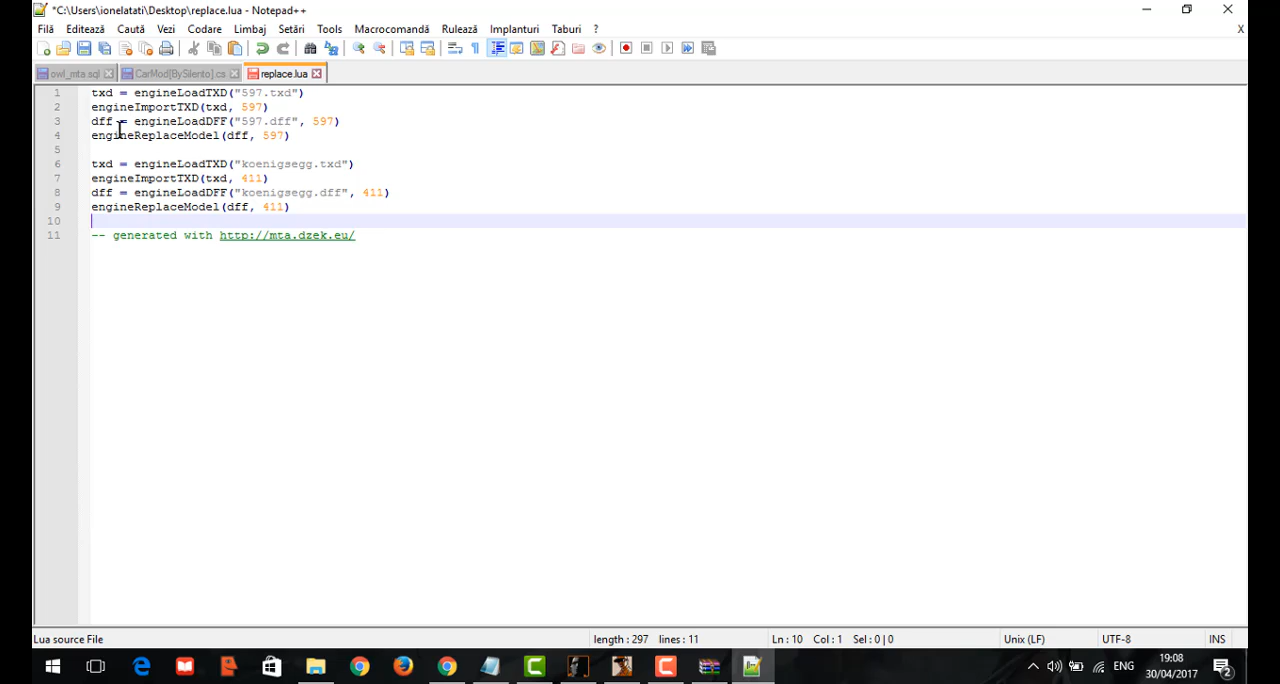 *C:\Users\ionelatati\Desktop\replace.lua - Notepad++
Filă Editează Caută Vezi Codare Limbaj Setări Tools Macrocomandă Rulează Implanturi Taburi ? X
owl_mta.sql CarMod[BySilento].cs replace.lua
1 txd = engineLoadTXD("597.txd")
2 engineImportTXD(txd, 597)
3 dff = engineLoadDFF("597.dff", 597)
4 engineReplaceModel(dff, 597)
5
6 txd = engineLoadTXD("koenigsegg.txd")
7 engineImportTXD(txd, 411)
8 dff = engineLoadDFF("koenigsegg.dff", 411)
9 engineReplaceModel(dff, 411)
10
11 -- generated with http://mta.dzek.eu/
Lua source File length : 297 lines : 11 Ln : 10 Col : 1 Sel : 0 | 0 Unix (LF) UTF-8 INS
ENG 19:08
30/04/2017 2